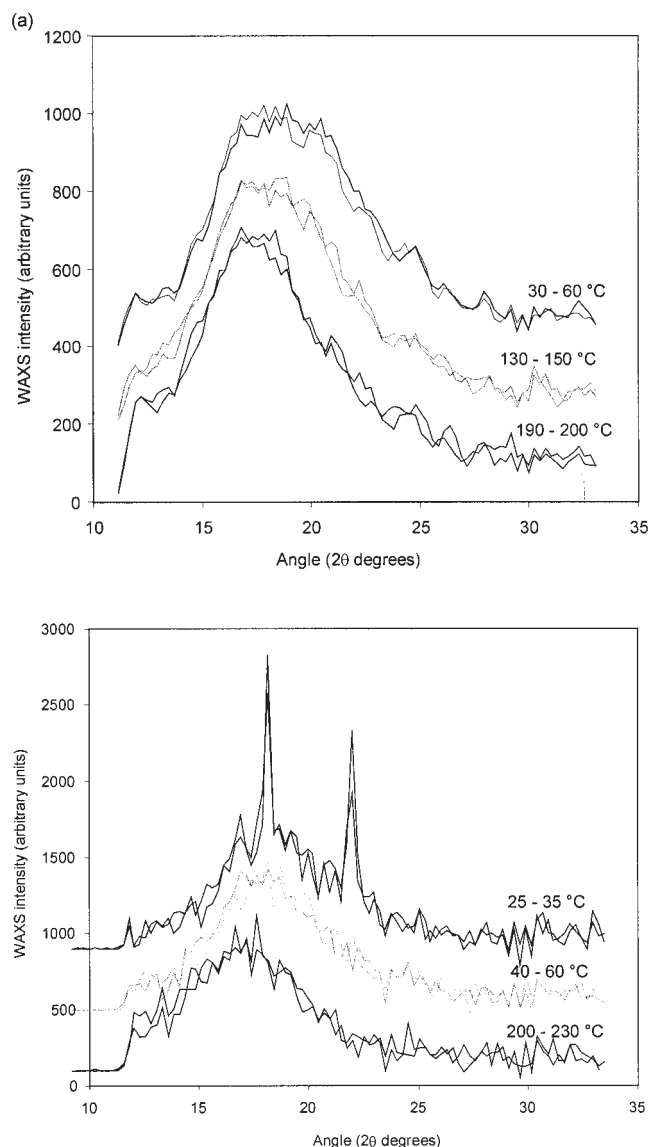 (a)
WAXS intensity (arbitrary units)
1200
1000
800
600
400
200
0
30 - 60 °C
130 - 150 °C
190 - 200 °C
10 15 20 25 30 35
Angle (2θ degrees)
WAXS intensity (arbitrary units)
3000
2500
2000
1500
1000
500
0
25 - 35 °C
40 - 60 °C
200 - 230 °C
10 15 20 25 30 35
Angle (2θ degrees)